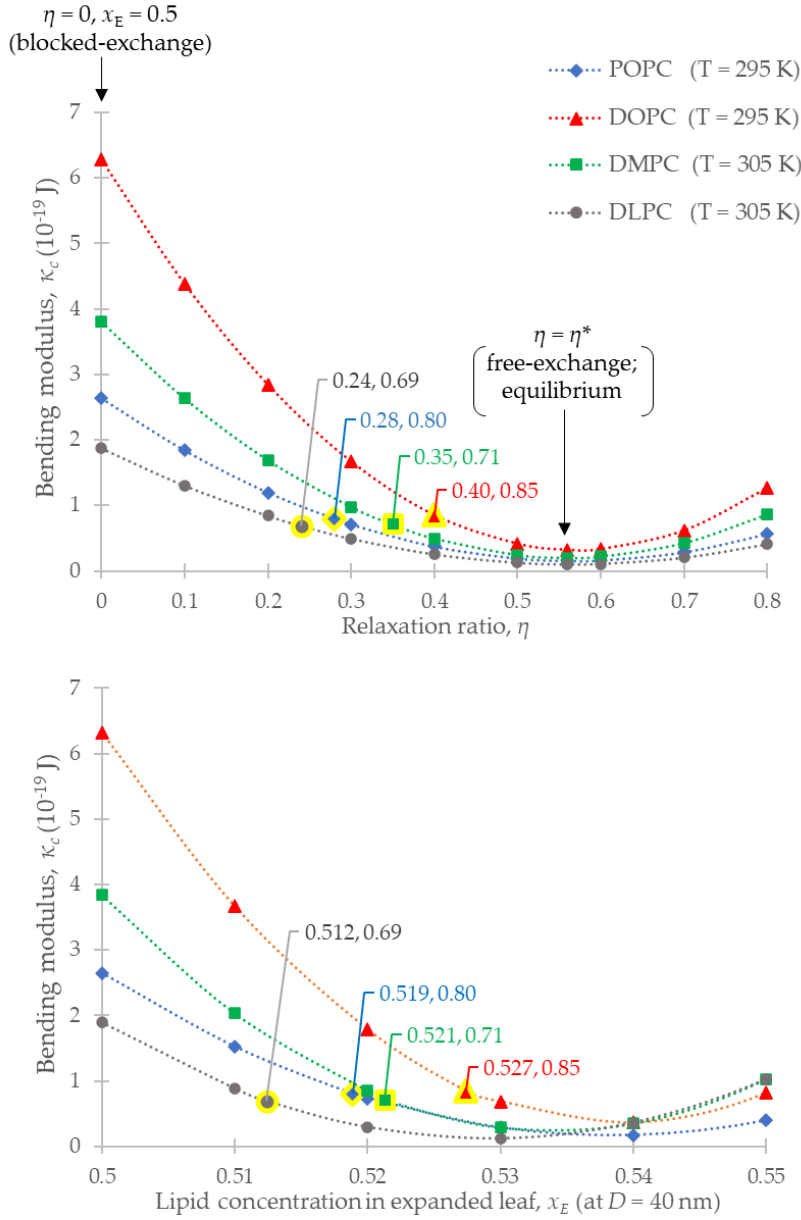 η = 0, xE = 0.5
(blocked-exchange)
POPC (T = 295 K)
DOPC (T = 295 K)
DMPC (T = 305 K)
DLPC (T = 305 K)
Bending modulus, κc (10-19 J)
7
6
5
4
3
2
1
0
η = η*
free-exchange;
equilibrium
0.24, 0.69
0.28, 0.80
0.35, 0.71
0.40, 0.85
0 0.1 0.2 0.3 0.4 0.5 0.6 0.7 0.8
Relaxation ratio, η
Bending modulus, κc (10-19 J)
7
6
5
4
3
2
1
0
0.512, 0.69
0.519, 0.80
0.521, 0.71
0.527, 0.85
0.5 0.51 0.52 0.53 0.54 0.55
Lipid concentration in expanded leaf, xE (at D = 40 nm)